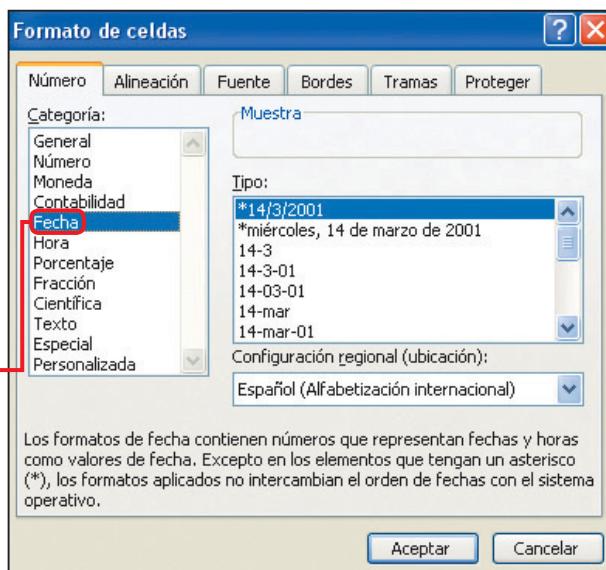 Formato de celdas
Número Alineación Fuente Bordes Tramas Proteger
Categoría:
General
Número
Moneda
Contabilidad
Fecha
Hora
Porcentaje
Fracción
Científica
Texto
Especial
Personalizada
Muestra
Tipo:
*14/3/2001
*miércoles, 14 de marzo de 2001
14-3
14-3-01
14-03-01
14-mar
14-mar-01
Configuración regional (ubicación):
Español (Alfabetización internacional)
Los formatos de fecha contienen números que representan fechas y horas
como valores de fecha. Excepto en los elementos que tengan un asterisco
(*), los formatos aplicados no intercambian el orden de fechas con el sistema
operativo.
Aceptar Cancelar